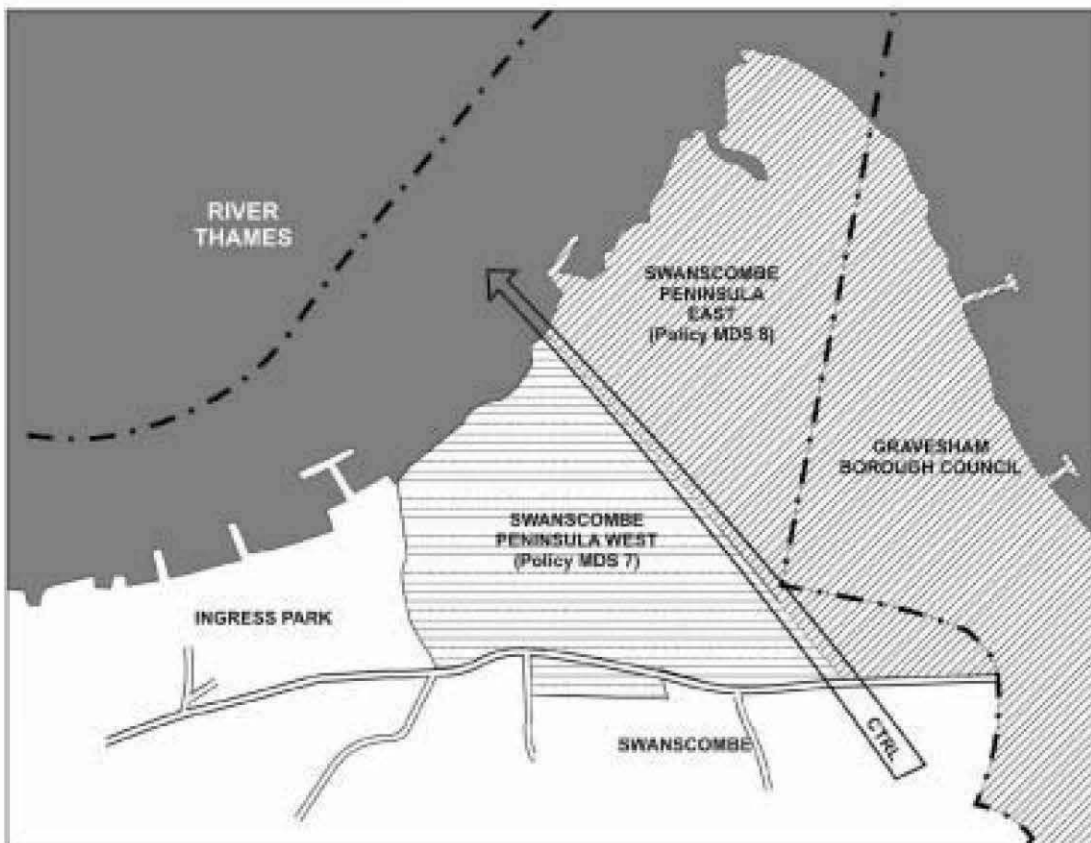 RIVER
THAMES
SWANSCOMBE
PENINSULA
EAST
(Policy MDS 8)
GRAVESHAM
BOROUGH COUNCIL
SWANSCOMBE
PENINSULA WEST
(Policy MDS 7)
INGRESS PARK
SWANSCOMBE
CTRL